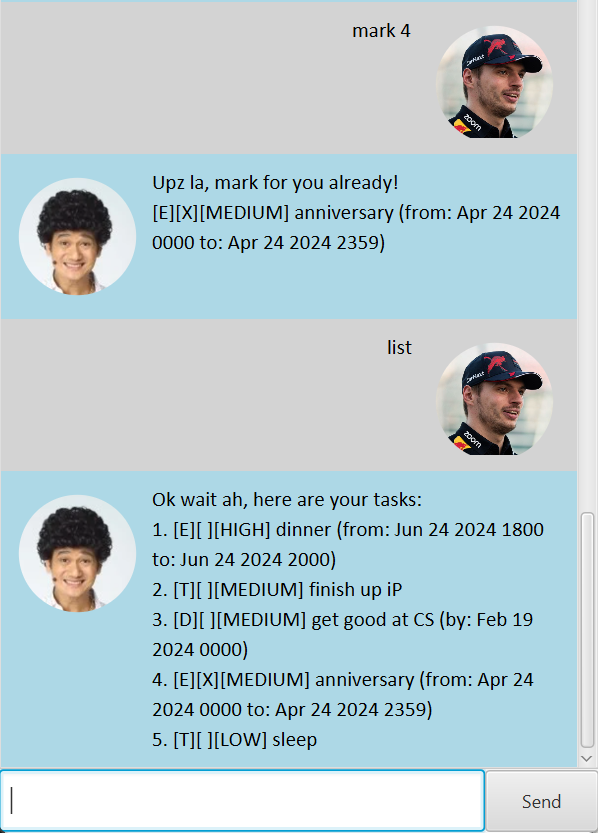 mark 4
Upz la, mark for you already!
[E][X][MEDIUM] anniversary (from: Apr 24 2024
0000 to: Apr 24 2024 2359)
list
Ok wait ah, here are your tasks:
1. [E][ ][HIGH] dinner (from: Jun 24 2024 1800
to: Jun 24 2024 2000)
2. [T][ ][MEDIUM] finish up iP
3. [D][ ][MEDIUM] get good at CS (by: Feb 19
2024 0000)
4. [E][X][MEDIUM] anniversary (from: Apr 24
2024 0000 to: Apr 24 2024 2359)
5. [T][ ][LOW] sleep
Send